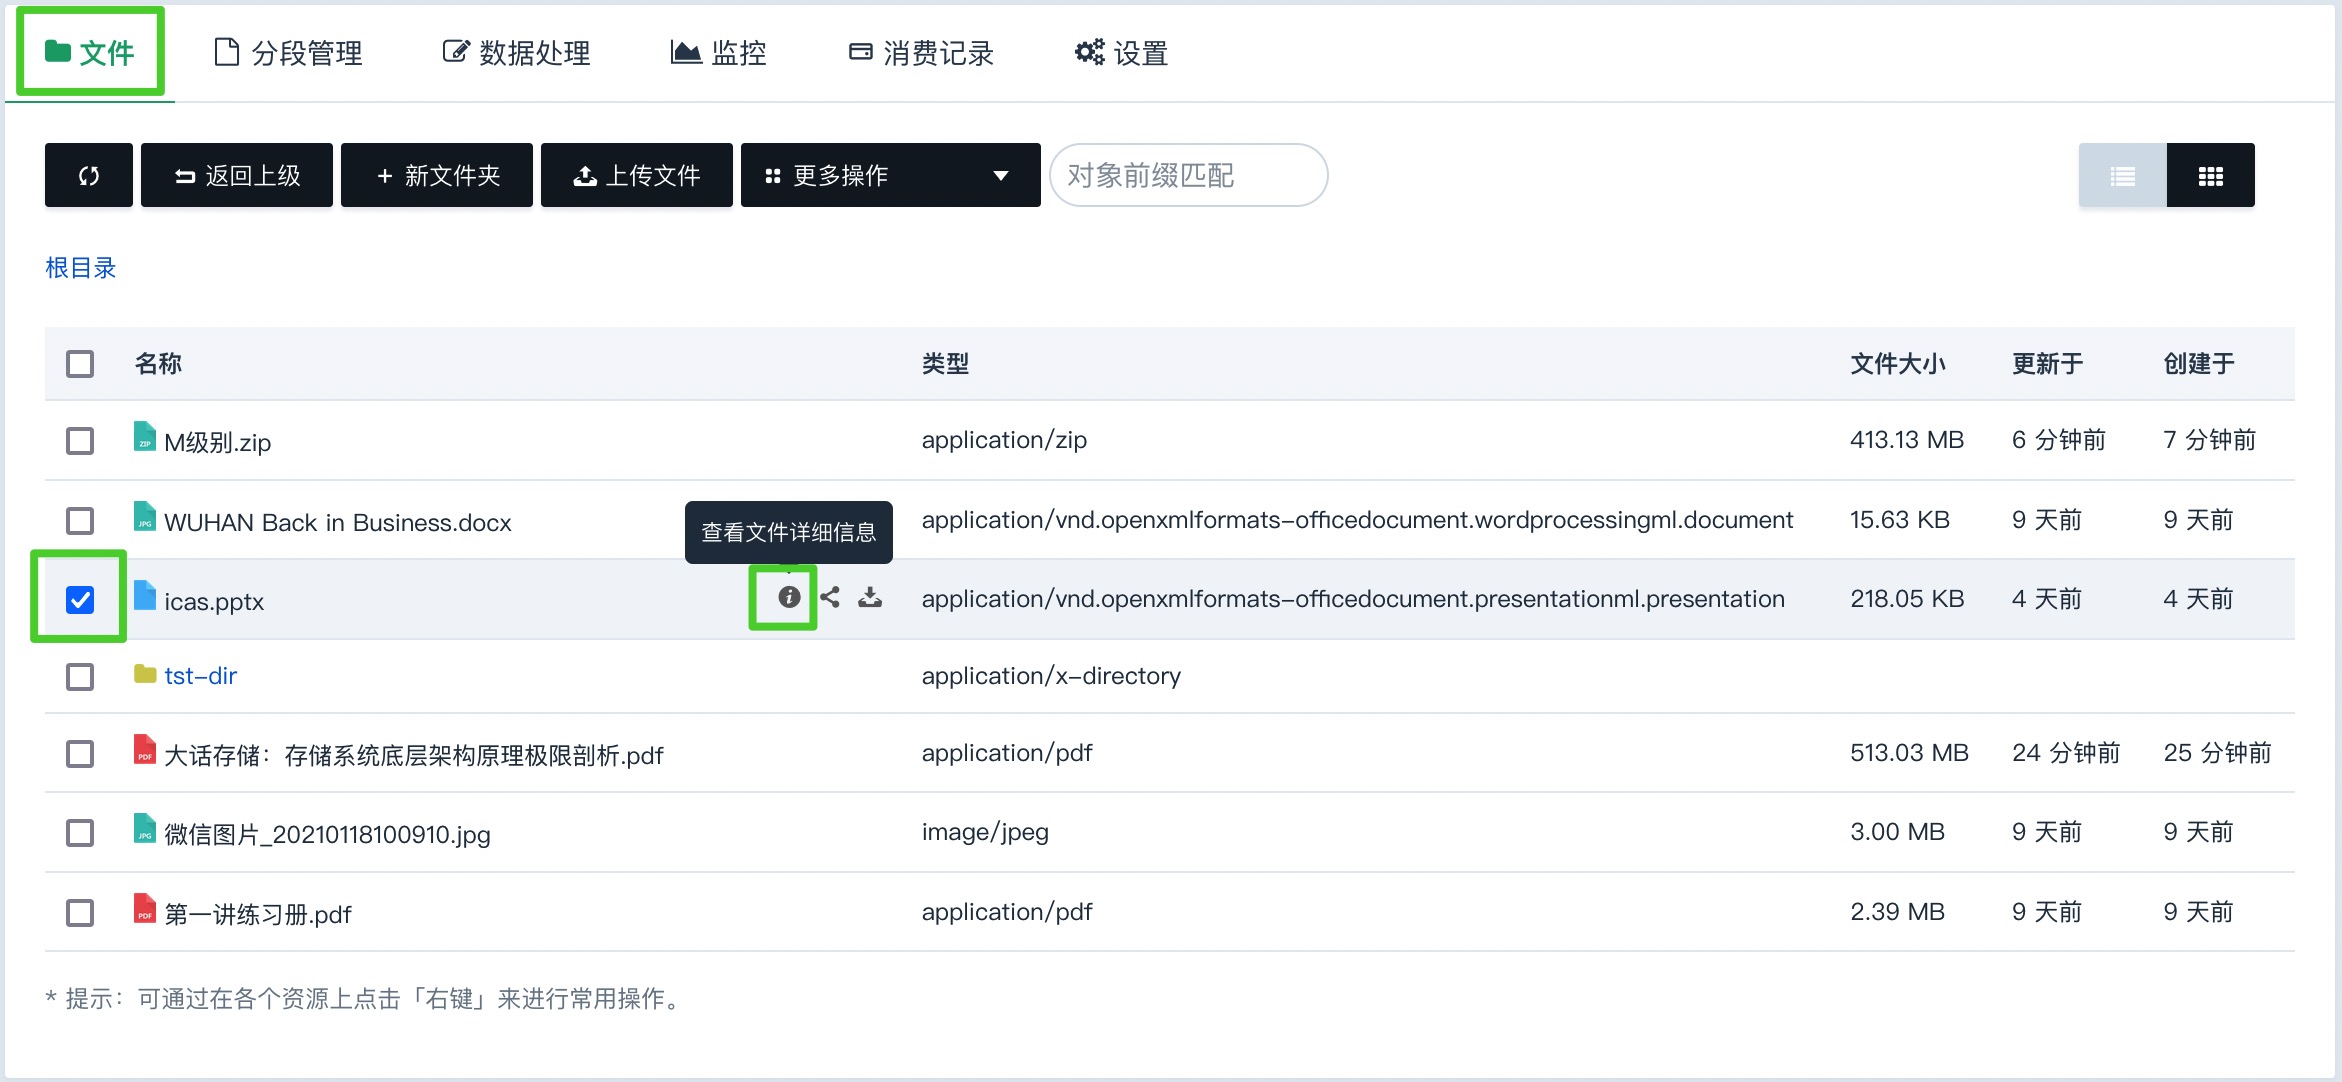 文件 分段管理 数据处理 监控 消费记录 设置
返回上级 + 新文件夹 上传文件 更多操作 对象前缀匹配
根目录
名称 类型 文件大小 更新于 创建于
ZIP M级别.zip application/zip 413.13 MB 6 分钟前 7 分钟前
JPG WUHAN Back in Business.docx application/vnd.openxmlformats-officedocument.wordprocessingml.document 15.63 KB 9 天前 9 天前
查看文件详细信息
icas.pptx application/vnd.openxmlformats-officedocument.presentationml.presentation 218.05 KB 4 天前 4 天前
tst-dir application/x-directory
PDF 大话存储：存储系统底层架构原理极限剖析.pdf application/pdf 513.03 MB 24 分钟前 25 分钟前
JPG 微信图片_20210118100910.jpg image/jpeg 3.00 MB 9 天前 9 天前
PDF 第一讲练习册.pdf application/pdf 2.39 MB 9 天前 9 天前
* 提示：可通过在各个资源上点击「右键」来进行常用操作。